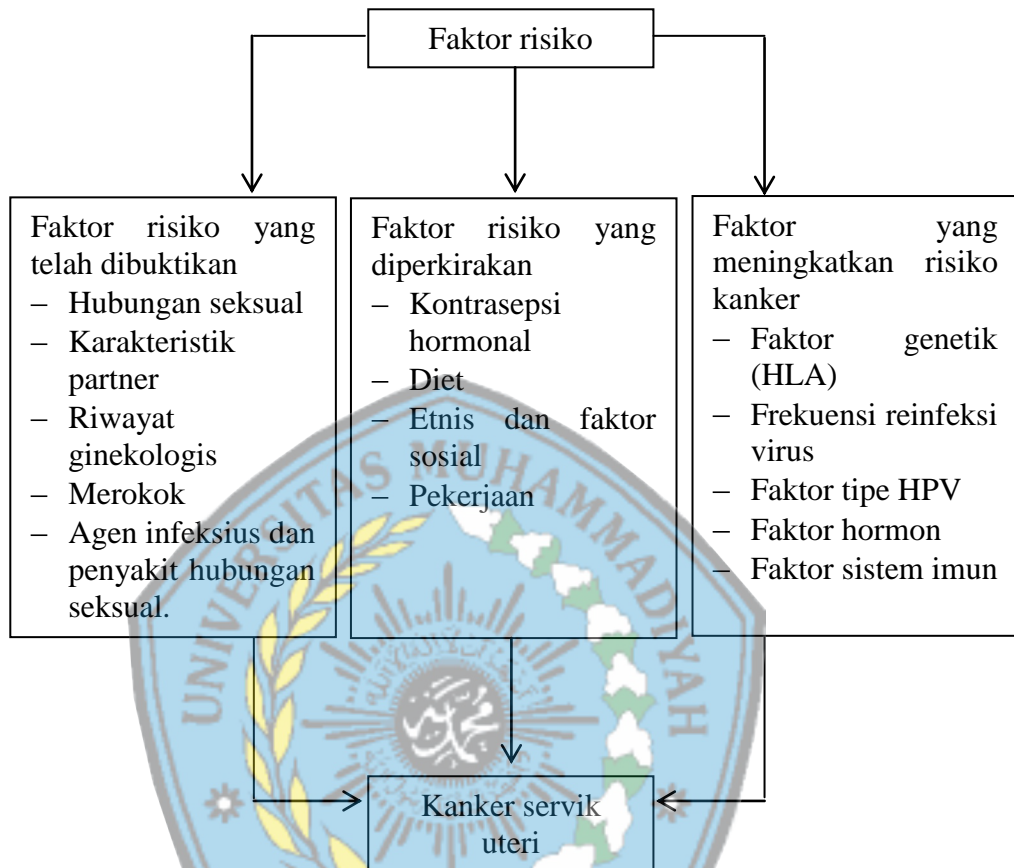 Faktor risiko
Faktor risiko yang
telah dibuktikan
– Hubungan seksual
– Karakteristik
partner
– Riwayat
ginekologis
– Merokok
– Agen infeksius dan
penyakit hubungan
seksual.
Faktor risiko yang
diperkirakan
– Kontrasepsi
hormonal
– Diet
– Etnis dan faktor
sosial
– Pekerjaan
Faktor yang
meningkatkan risiko
kanker
– Faktor genetik
(HLA)
– Frekuensi reinfeksi
virus
– Faktor tipe HPV
– Faktor hormon
– Faktor sistem imun
Kanker servik
uteri
UNIVERSITAS MUHAMMADIYAH